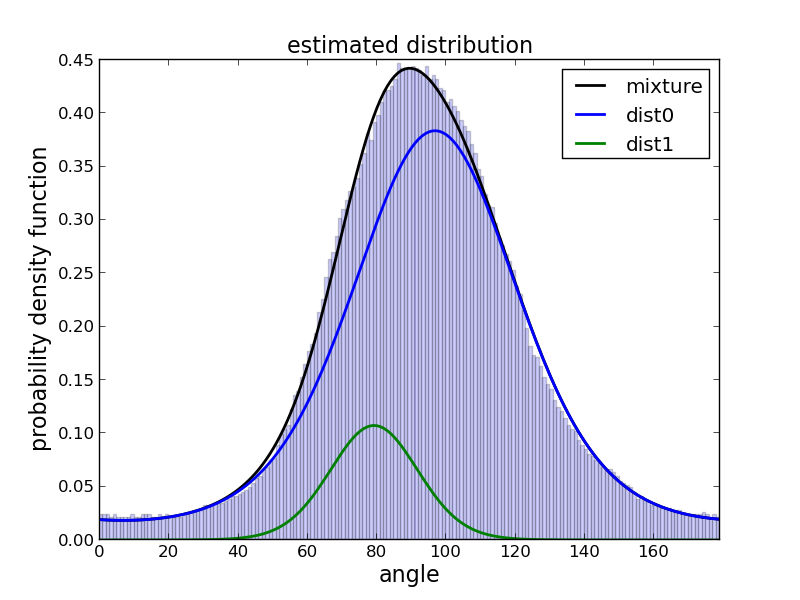 estimated distribution
mixture
dist0
dist1
probability density function
0.45
0.40
0.35
0.30
0.25
0.20
0.15
0.10
0.05
0.00
0 20 40 60 80 100 120 140 160
angle